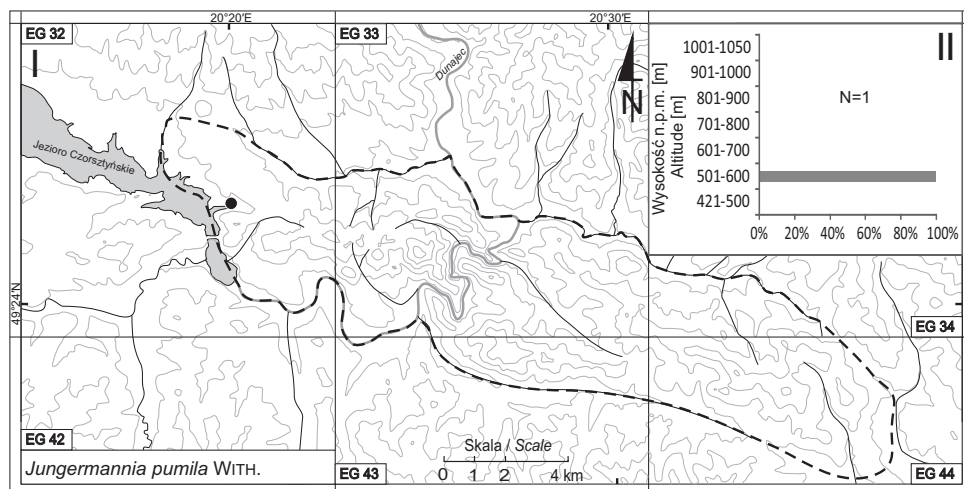 20°20'E 20°30'E
EG 32 EG 33
I II
Dunajec
N
Jezioro Czorsztyńskie
49°24'N
Wysokość n.p.m. [m]
Altitude [m]
1001-1050
901-1000
801-900
701-800
601-700
501-600
421-500
N=1
0% 20% 40% 60% 80% 100%
EG 34
EG 42
EG 43
EG 44
Skala / Scale
0 1 2 4 km
Jungermannia pumila WITH.